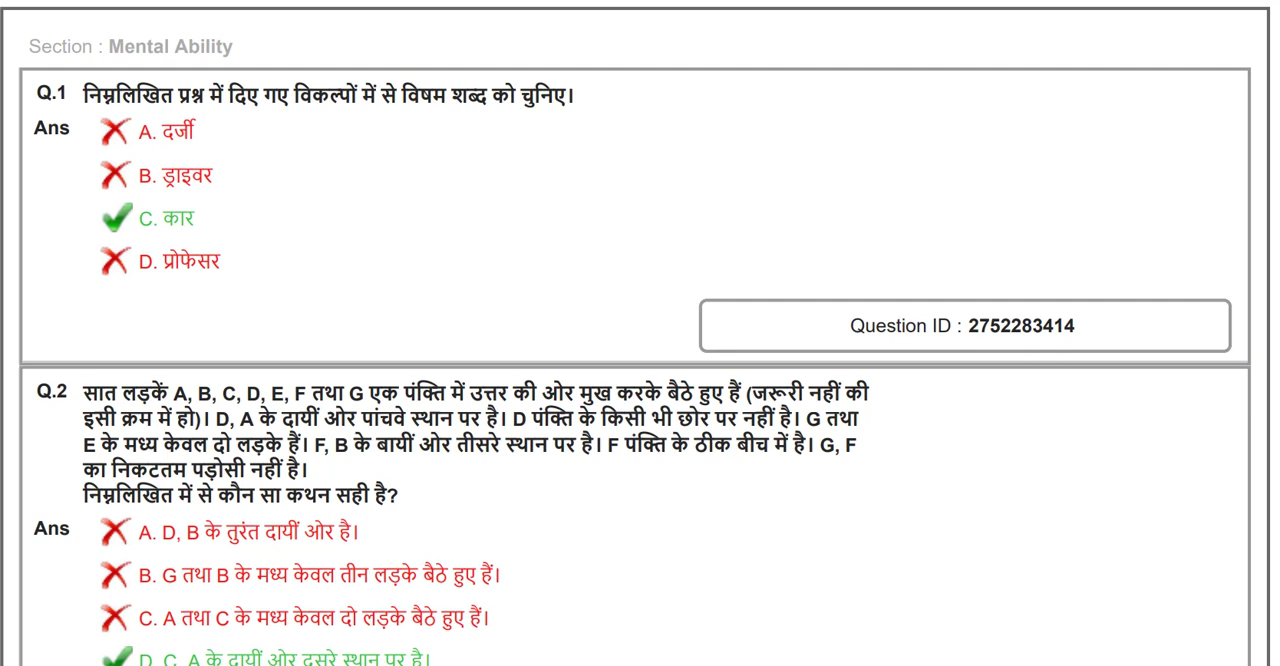 Section : Mental Ability
Q.1 निम्नलिखित प्रश्न में दिए गए विकल्पों में से विषम शब्द को चुनिए।
Ans A. दर्जी
B. ड्राइवर
C. कार
D. प्रोफेसर
Question ID : 2752283414
Q.2 सात लड़कें A, B, C, D, E, F तथा G एक पंक्ति में उत्तर की ओर मुख करके बैठे हुए हैं (जरूरी नहीं की
इसी क्रम में हो)। D, A के दायीं ओर पांचवे स्थान पर है। D पंक्ति के किसी भी छोर पर नहीं है। G तथा
E के मध्य केवल दो लड़के हैं। F, B के बायीं ओर तीसरे स्थान पर है। F पंक्ति के ठीक बीच में है। G, F
का निकटतम पड़ोसी नहीं है।
निम्नलिखित में से कौन सा कथन सही है?
Ans A. D, B के तुरंत दायीं ओर है।
B. G तथा B के मध्य केवल तीन लड़के बैठे हुए हैं।
C. A तथा C के मध्य केवल दो लड़के बैठे हुए हैं।
D. C, A के दायीं ओर दूसरे स्थान पर है।